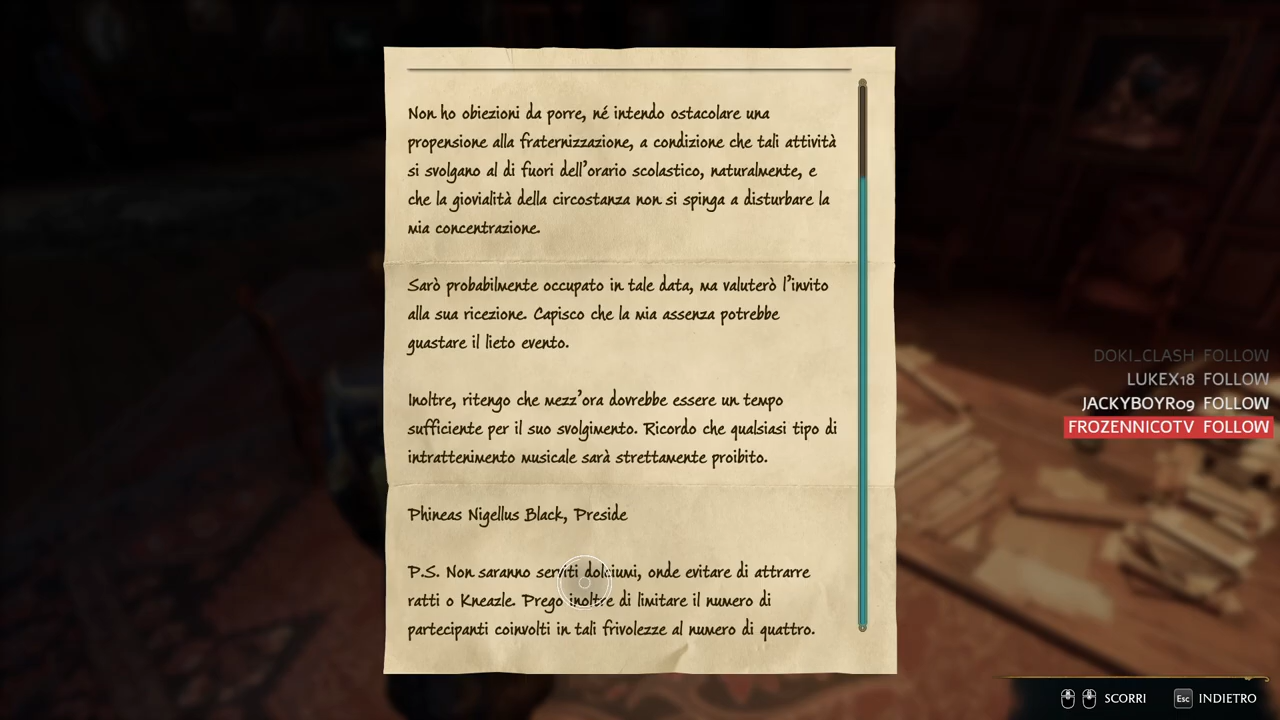 Non ho obiezioni da porre, né intendo ostacolare una
propensione alla fraternizzazione, a condizione che tali attività
si svolgano al di fuori dell'orario scolastico, naturalmente, e
che la giovialità della circostanza non si spinga a disturbare la
mia concentrazione.
Sarò probabilmente occupato in tale data, ma valuterò l'invito
alla sua ricezione. Capisco che la mia assenza potrebbe
guastare il lieto evento.
Inoltre, ritengo che mezz'ora dovrebbe essere un tempo
sufficiente per il suo svolgimento. Ricordo che qualsiasi tipo di
intrattenimento musicale sarà strettamente proibito.
Phineas Nigellus Black, Preside
P.S. Non saranno serviti dolciumi, onde evitare di attrarre
ratti o Kneazle. Prego inoltre di limitare il numero di
partecipanti coinvolti in tali frivolezze al numero di quattro.
DOKI_CLASH FOLLOW
LUKEX18 FOLLOW
JACKYBOYR09 FOLLOW
FROZENNICOTV FOLLOW
SCORRI
Esc INDIETRO